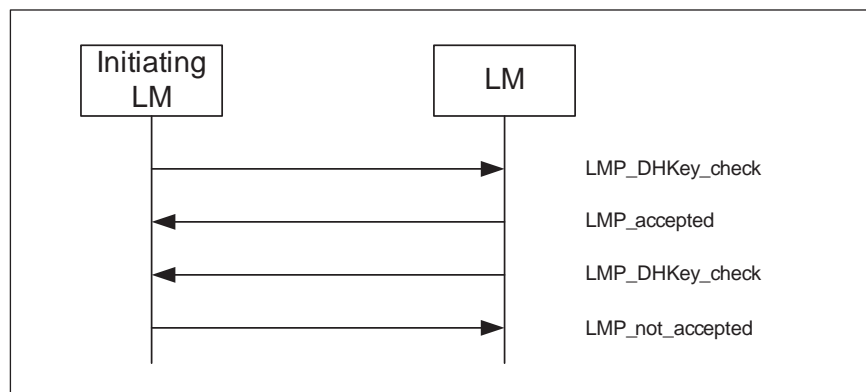 Initiating
LM
LM
LMP_DHKey_check
LMP_accepted
LMP_DHKey_check
LMP_not_accepted